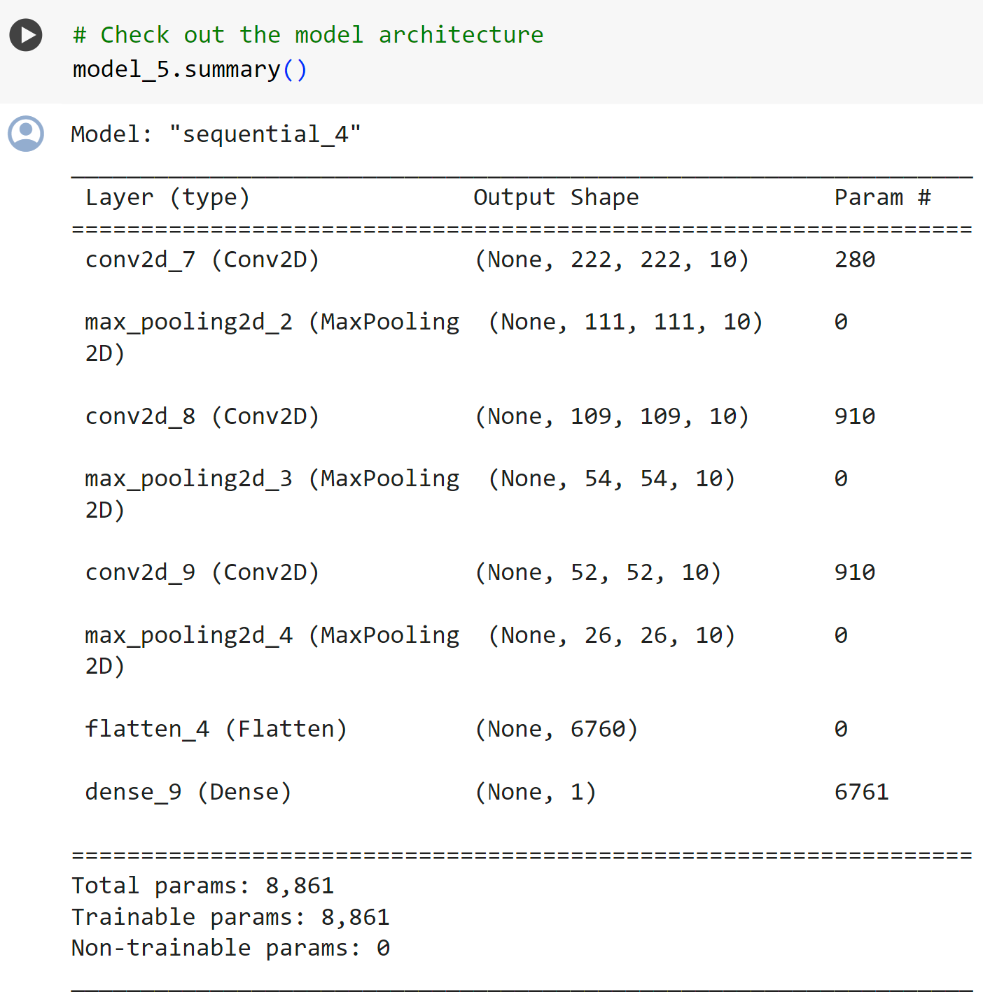 # Check out the model architecture
model_5.summary()
Model: "sequential_4"
_________________________________________________________________
Layer (type) Output Shape Param #
=================================================================
conv2d_7 (Conv2D) (None, 222, 222, 10) 280
max_pooling2d_2 (MaxPooling (None, 111, 111, 10) 0
2D)
conv2d_8 (Conv2D) (None, 109, 109, 10) 910
max_pooling2d_3 (MaxPooling (None, 54, 54, 10) 0
2D)
conv2d_9 (Conv2D) (None, 52, 52, 10) 910
max_pooling2d_4 (MaxPooling (None, 26, 26, 10) 0
2D)
flatten_4 (Flatten) (None, 6760) 0
dense_9 (Dense) (None, 1) 6761
=================================================================
Total params: 8,861
Trainable params: 8,861
Non-trainable params: 0
_________________________________________________________________